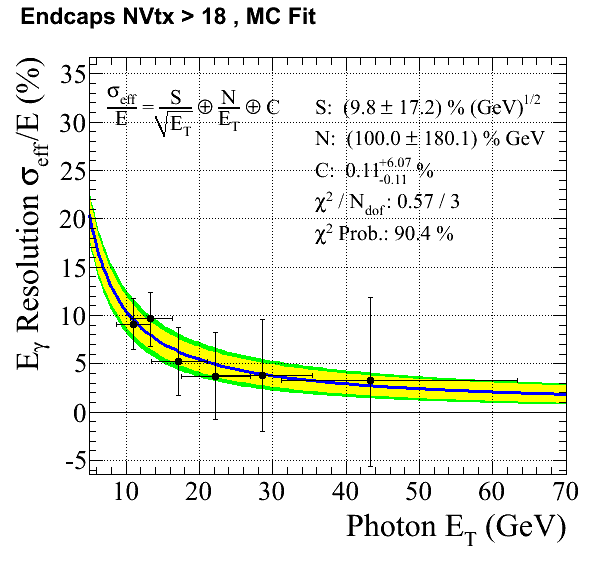 Endcaps NVtx > 18 , MC Fit
σeff/E = S/√ET ⊕ N/ET ⊕ C
S: (9.8 ± 17.2) % (GeV)^1/2
N: (100.0 ± 180.1) % GeV
C: 0.11 +6.07 -0.11 %
χ² / Ndof : 0.57 / 3
χ² Prob.: 90.4 %
Eγ Resolution σeff/E (%)
35
30
25
20
15
10
5
0
-5
10 20 30 40 50 60 70
Photon ET (GeV)